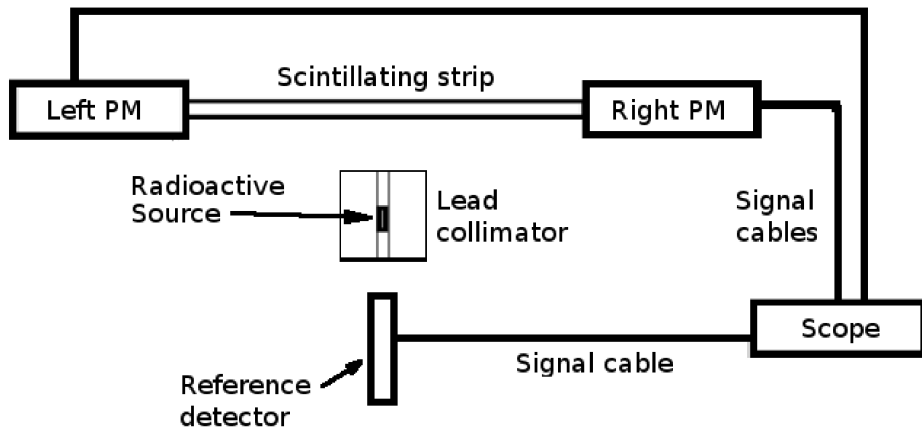 Scintillating strip
Left PM
Right PM
Radioactive
Source
Lead
collimator
Signal
cables
Scope
Signal cable
Reference
detector